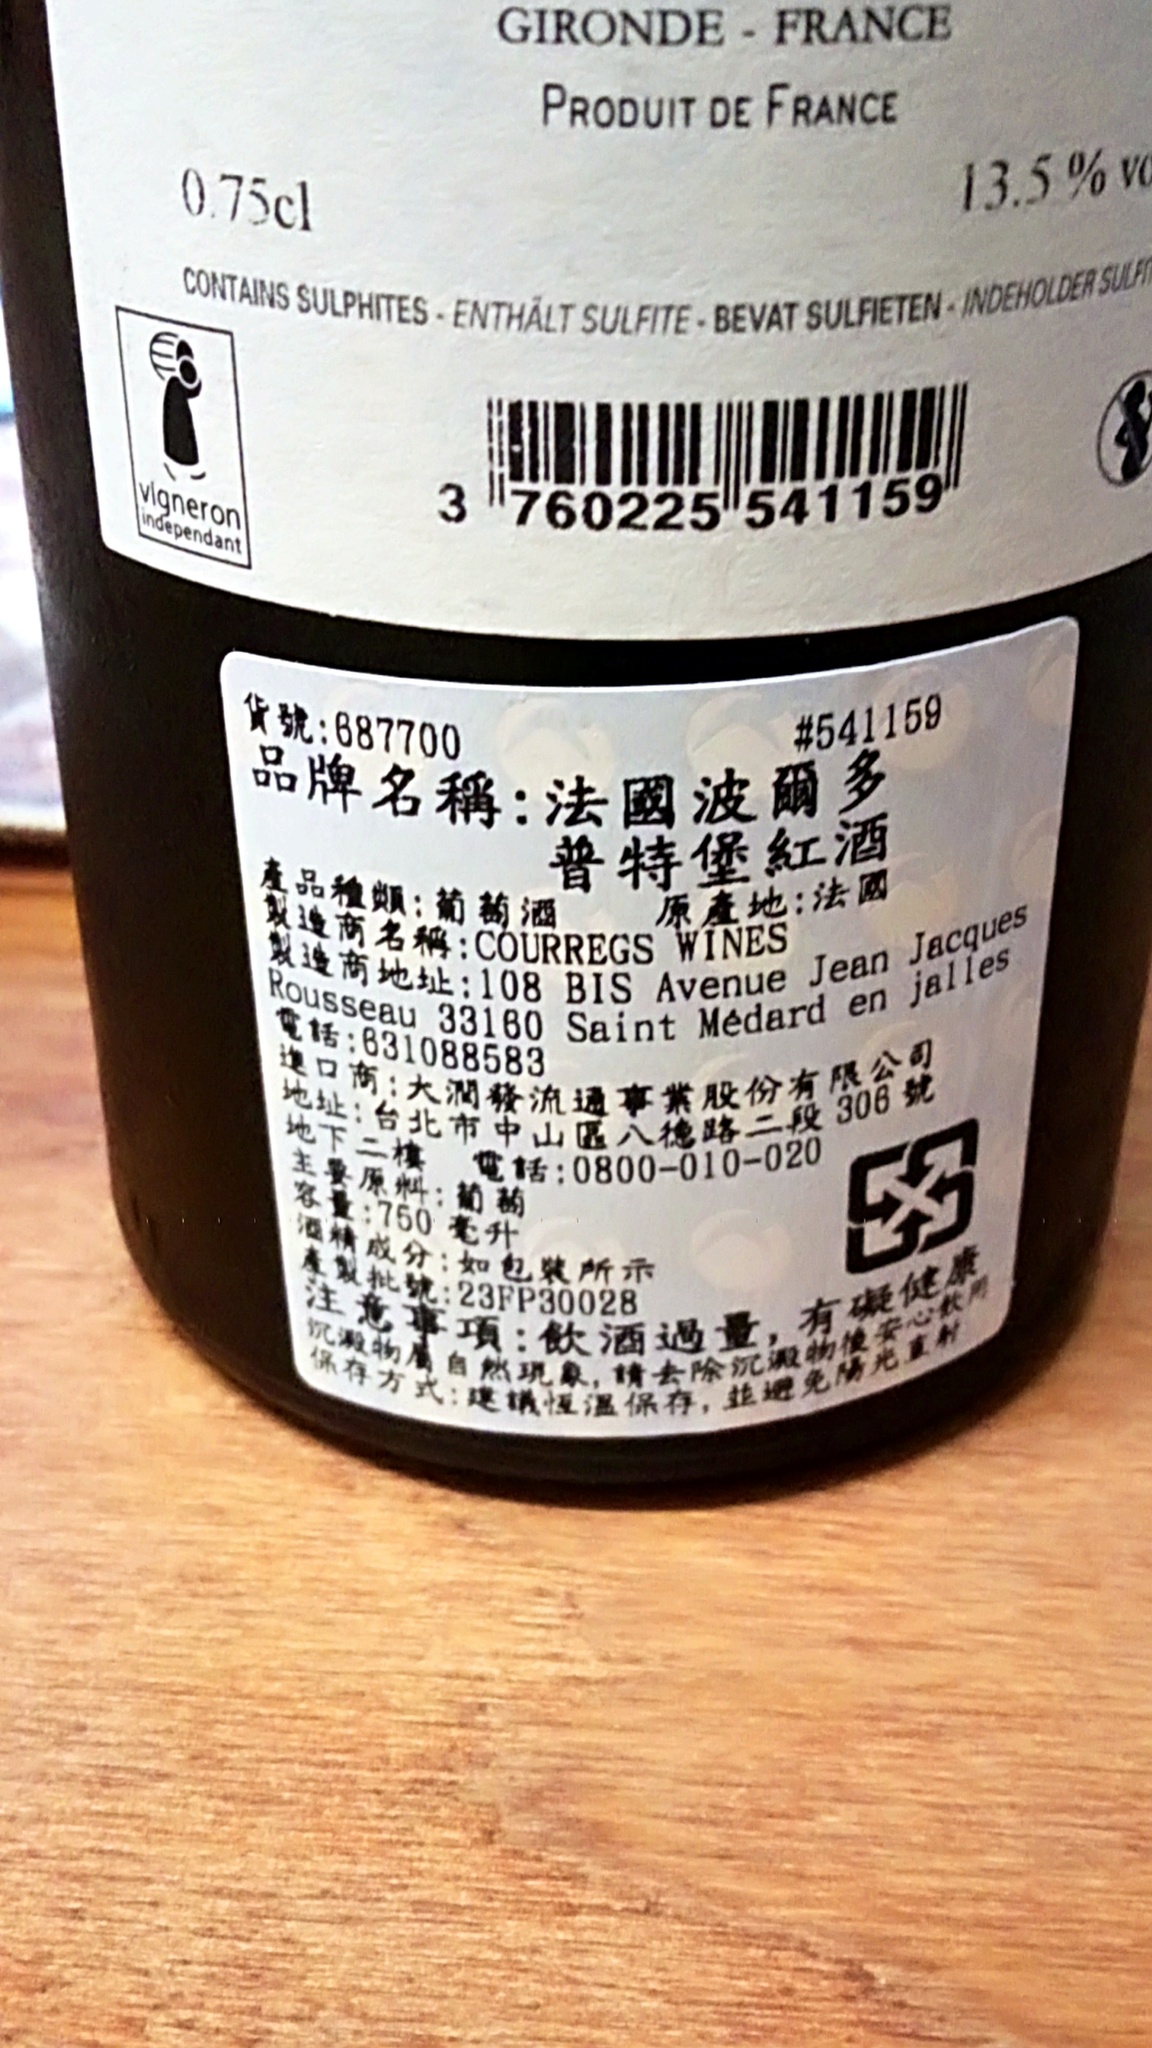 GIRONDE - FRANCE
PRODUIT DE FRANCE
0.75cl 13.5 % vo
CONTAINS SULPHITES - ENTHÄLT SULFITE - BEVAT SULFIETEN - INDEHOLDER SULFIT
vigneron
independant
3 760225 541159
貨號:687700 #541159
品牌名稱:法國波爾多
普特堡紅酒
產品種類:葡萄酒 原產地:法國
製造商名稱:COURREGS WINES
製造商地址:108 BIS Avenue Jean Jacques
Rousseau 33160 Saint Médard en jalles
電話:631088583
進口商:大潤發流通事業股份有限公司
地址:台北市中山區八德路二段 306 號
地下二樓 電話:0800-010-020
主要原料:葡萄
容量:750 毫升
酒精成分:如包裝所示
產製批號:23FP30028
注意事項:飲酒過量,有礙健康
沉澱物屬自然現象,請去除沉澱物後安心飲用
保存方式:建議恆溫保存,並避免陽光直射